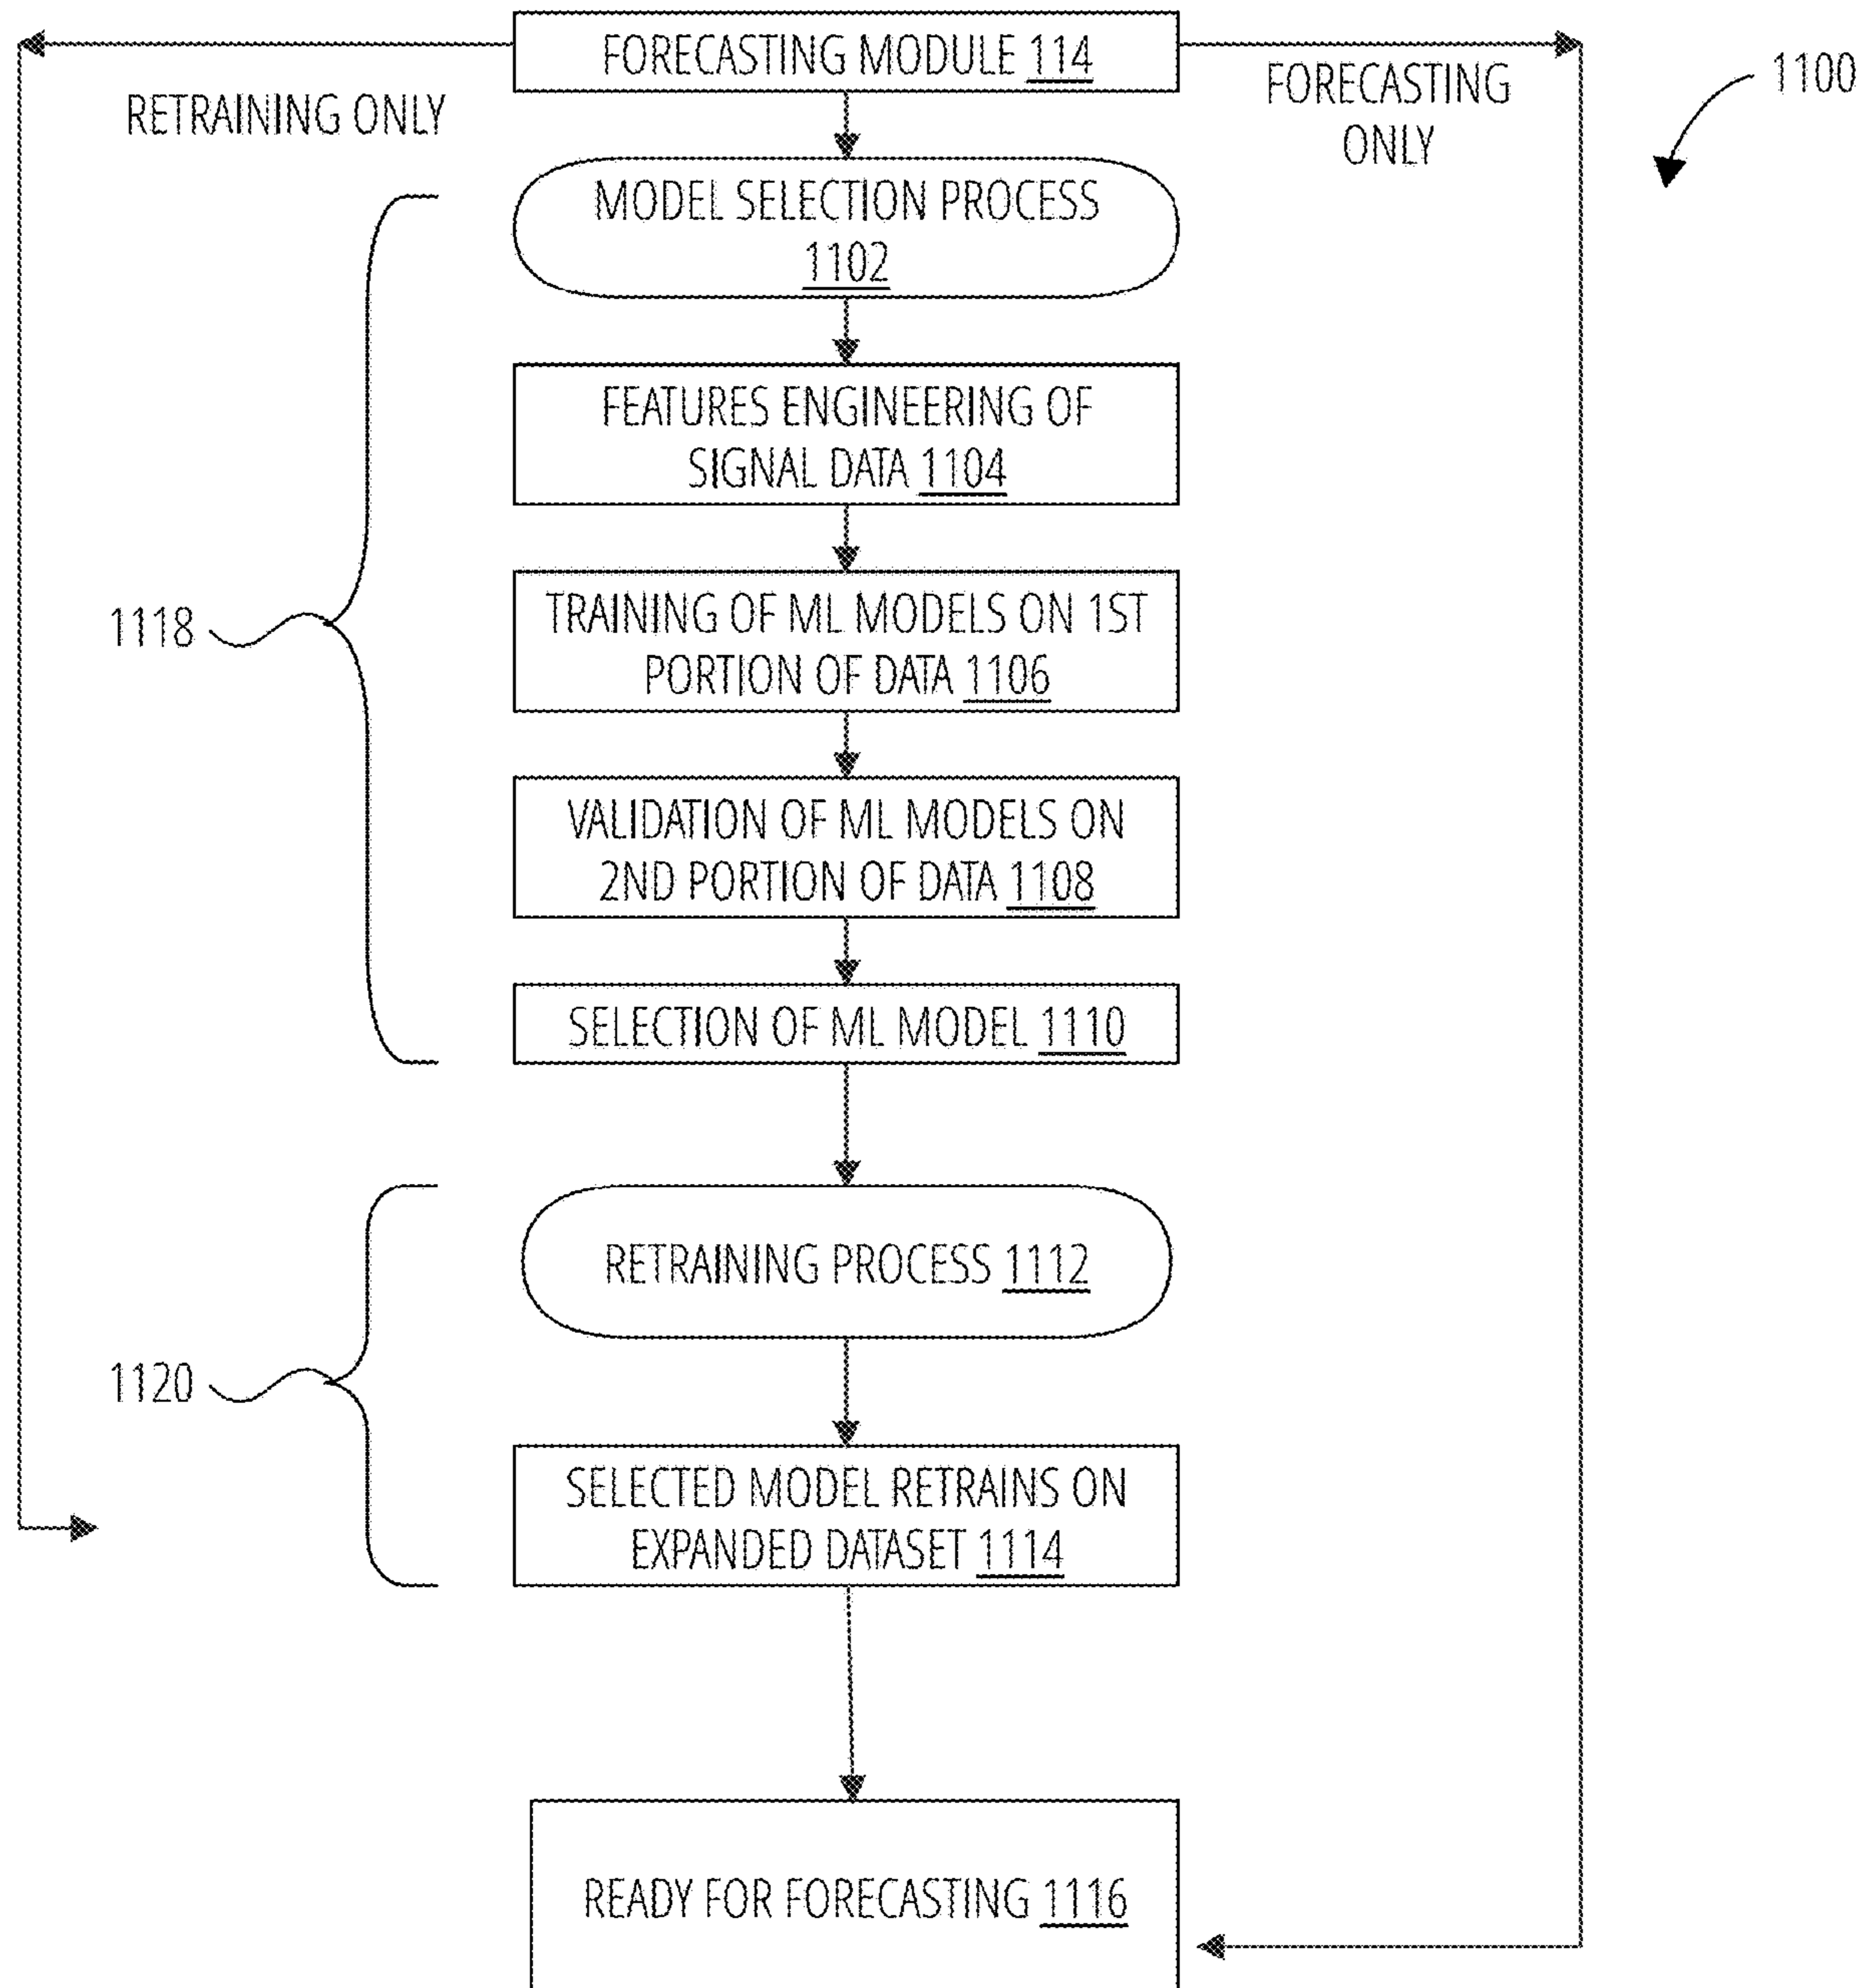 FORECASTING MODULE 114
RETRAINING ONLY
FORECASTING
ONLY
1100
MODEL SELECTION PROCESS
1102
FEATURES ENGINEERING OF
SIGNAL DATA 1104
TRAINING OF ML MODELS ON 1ST
PORTION OF DATA 1106
1118
VALIDATION OF ML MODELS ON
2ND PORTION OF DATA 1108
SELECTION OF ML MODEL 1110
RETRAINING PROCESS 1112
1120
SELECTED MODEL RETRAINS ON
EXPANDED DATASET 1114
READY FOR FORECASTING 1116